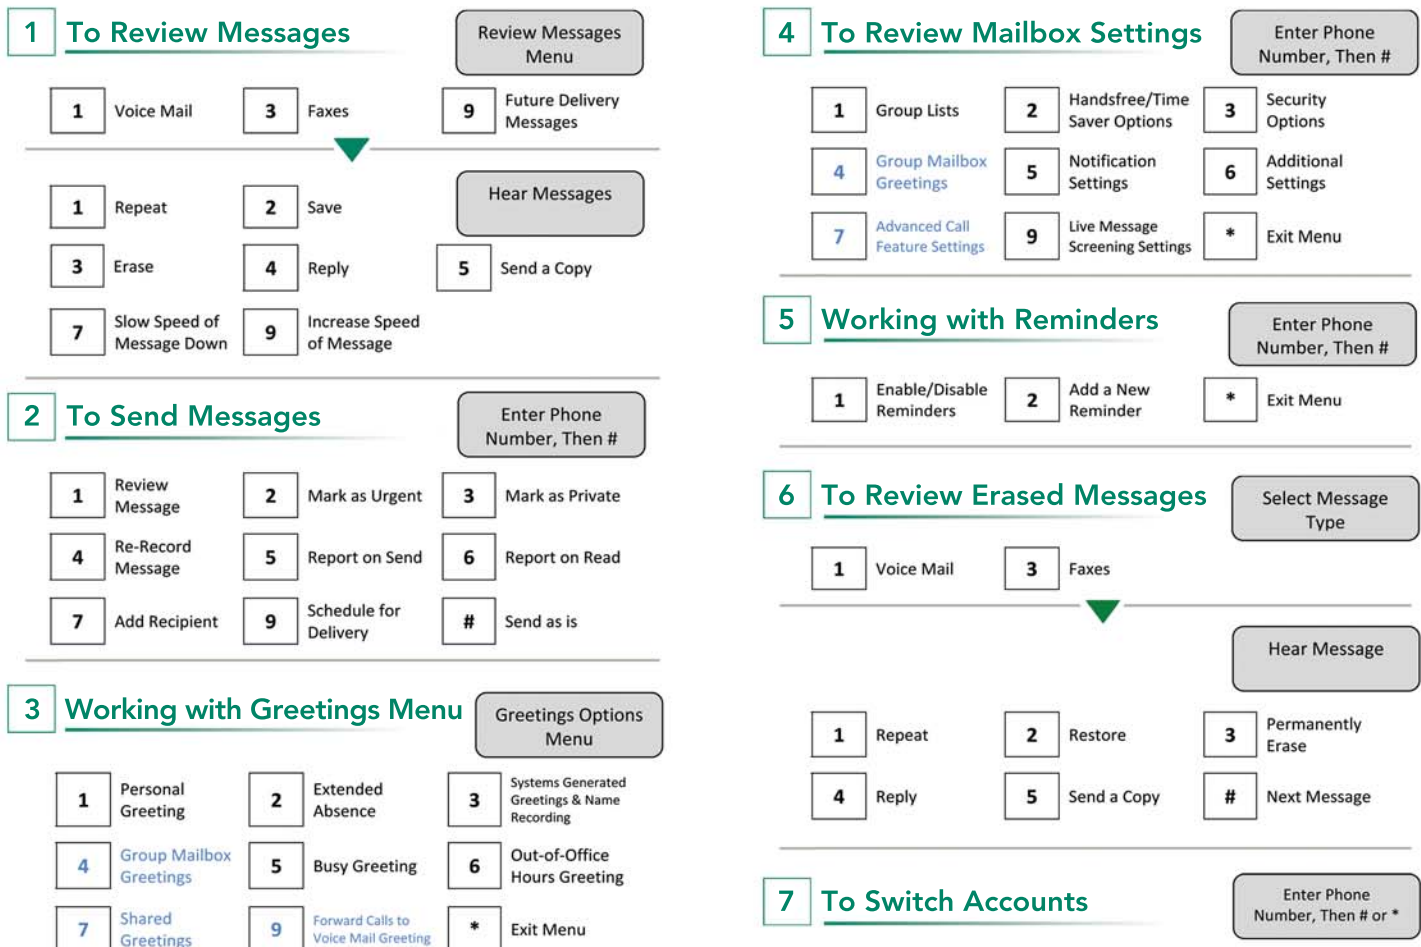 1 To Review Messages
Review Messages
Menu
1 Voice Mail
3 Faxes
9 Future Delivery
Messages
Hear Messages
1 Repeat
2 Save
3 Erase
4 Reply
5 Send a Copy
7 Slow Speed of
Message Down
9 Increase Speed
of Message
2 To Send Messages
Enter Phone
Number, Then #
1 Review
Message
2 Mark as Urgent
3 Mark as Private
4 Re-Record
Message
5 Report on Send
6 Report on Read
7 Add Recipient
9 Schedule for
Delivery
# Send as is
3 Working with Greetings Menu
Greetings Options
Menu
1 Personal
Greeting
2 Extended
Absence
3 Systems Generated
Greetings & Name
Recording
4 Group Mailbox
Greetings
5 Busy Greeting
6 Out-of-Office
Hours Greeting
7 Shared
Greetings
9 Forward Calls to
Voice Mail Greeting
* Exit Menu
4 To Review Mailbox Settings
Enter Phone
Number, Then #
1 Group Lists
2 Handsfree/Time
Saver Options
3 Security
Options
4 Group Mailbox
Greetings
5 Notification
Settings
6 Additional
Settings
7 Advanced Call
Feature Settings
9 Live Message
Screening Settings
* Exit Menu
5 Working with Reminders
Enter Phone
Number, Then #
1 Enable/Disable
Reminders
2 Add a New
Reminder
* Exit Menu
6 To Review Erased Messages
Select Message
Type
1 Voice Mail
3 Faxes
Hear Message
1 Repeat
2 Restore
3 Permanently
Erase
4 Reply
5 Send a Copy
# Next Message
7 To Switch Accounts
Enter Phone
Number, Then # or *